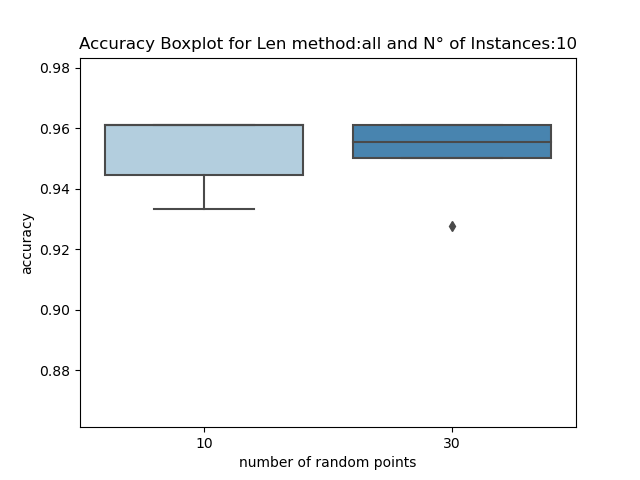 Accuracy Boxplot for Len method:all and N° of Instances:10
0.98
0.96
0.94
0.92
0.90
0.88
accuracy
10
30
number of random points